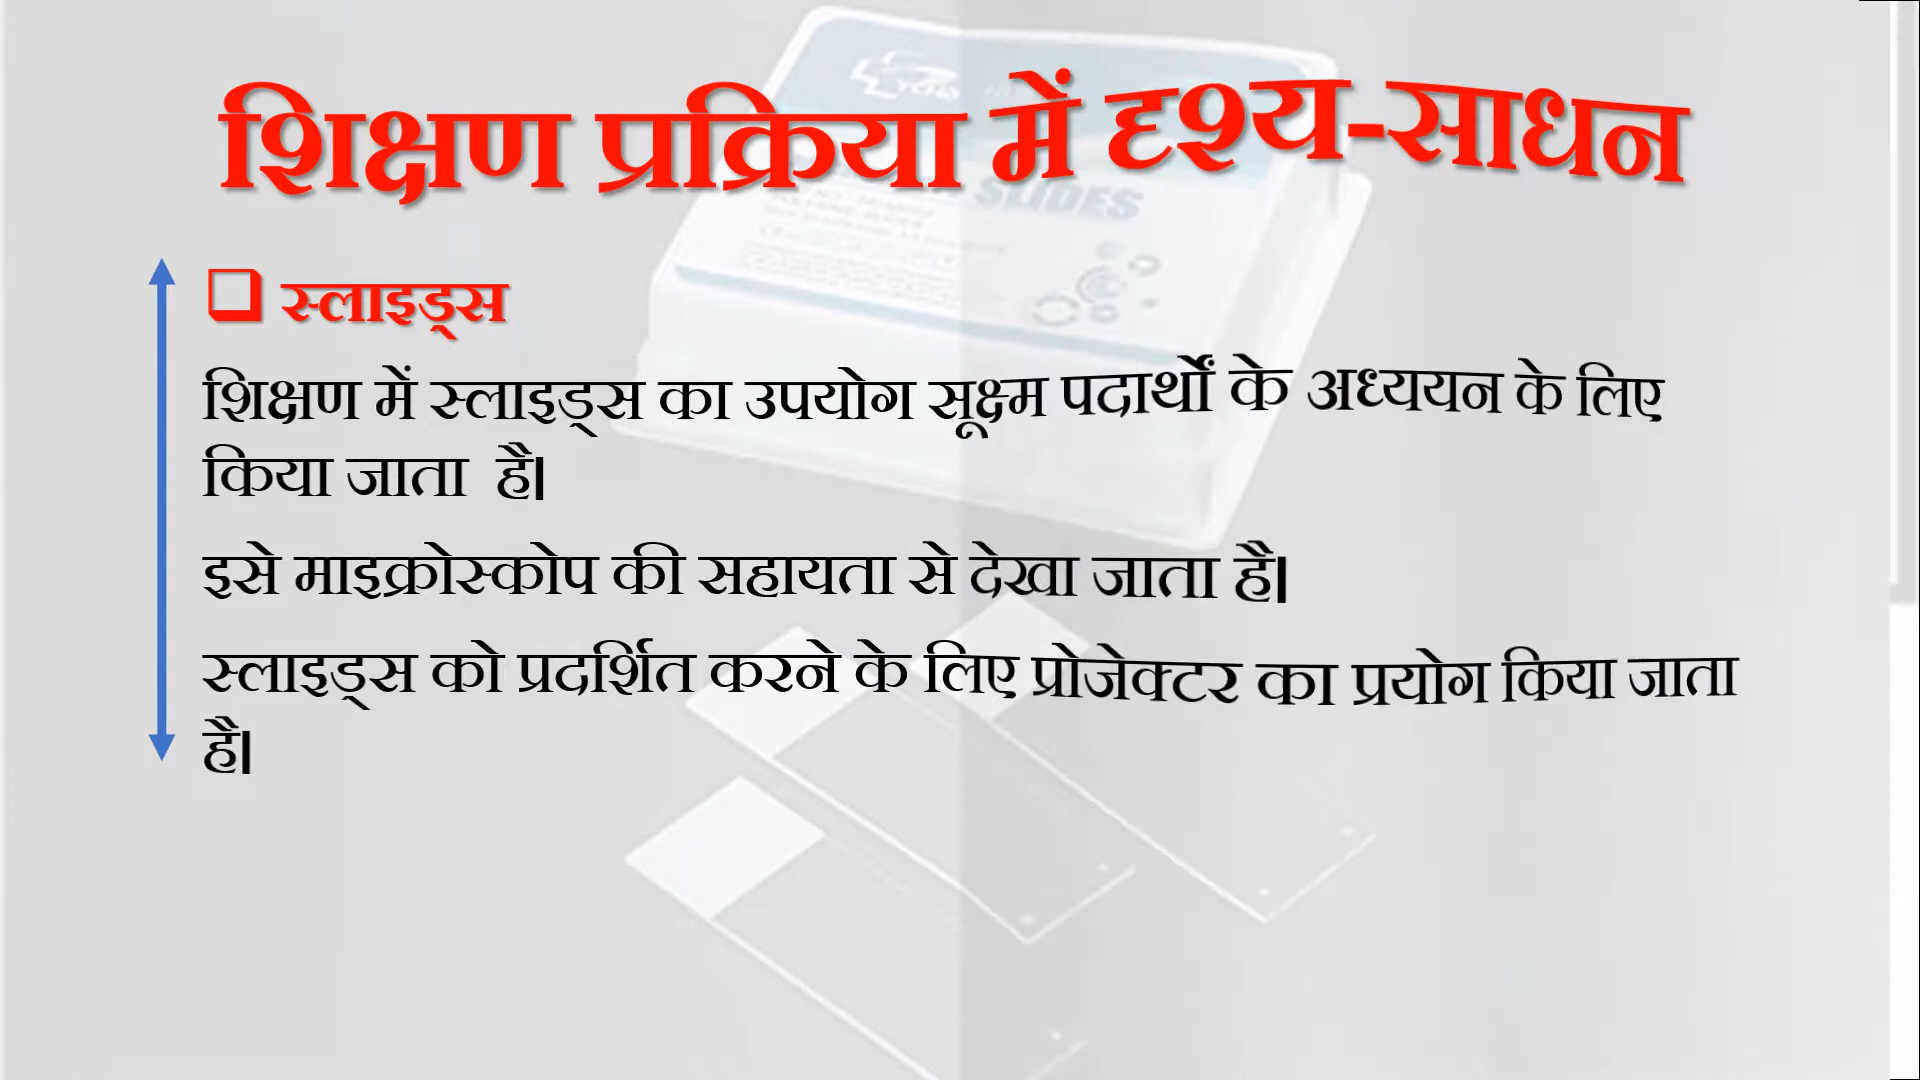 शिक्षण प्रक्रिया में दृश्य-साधन
SLIDES
स्लाइड्स
शिक्षण में स्लाइड्स का उपयोग सूक्ष्म पदार्थों के अध्ययन के लिए
किया जाता है।
इसे माइक्रोस्कोप की सहायता से देखा जाता है।
स्लाइड्स को प्रदर्शित करने के लिए प्रोजेक्टर का प्रयोग किया जाता
है।